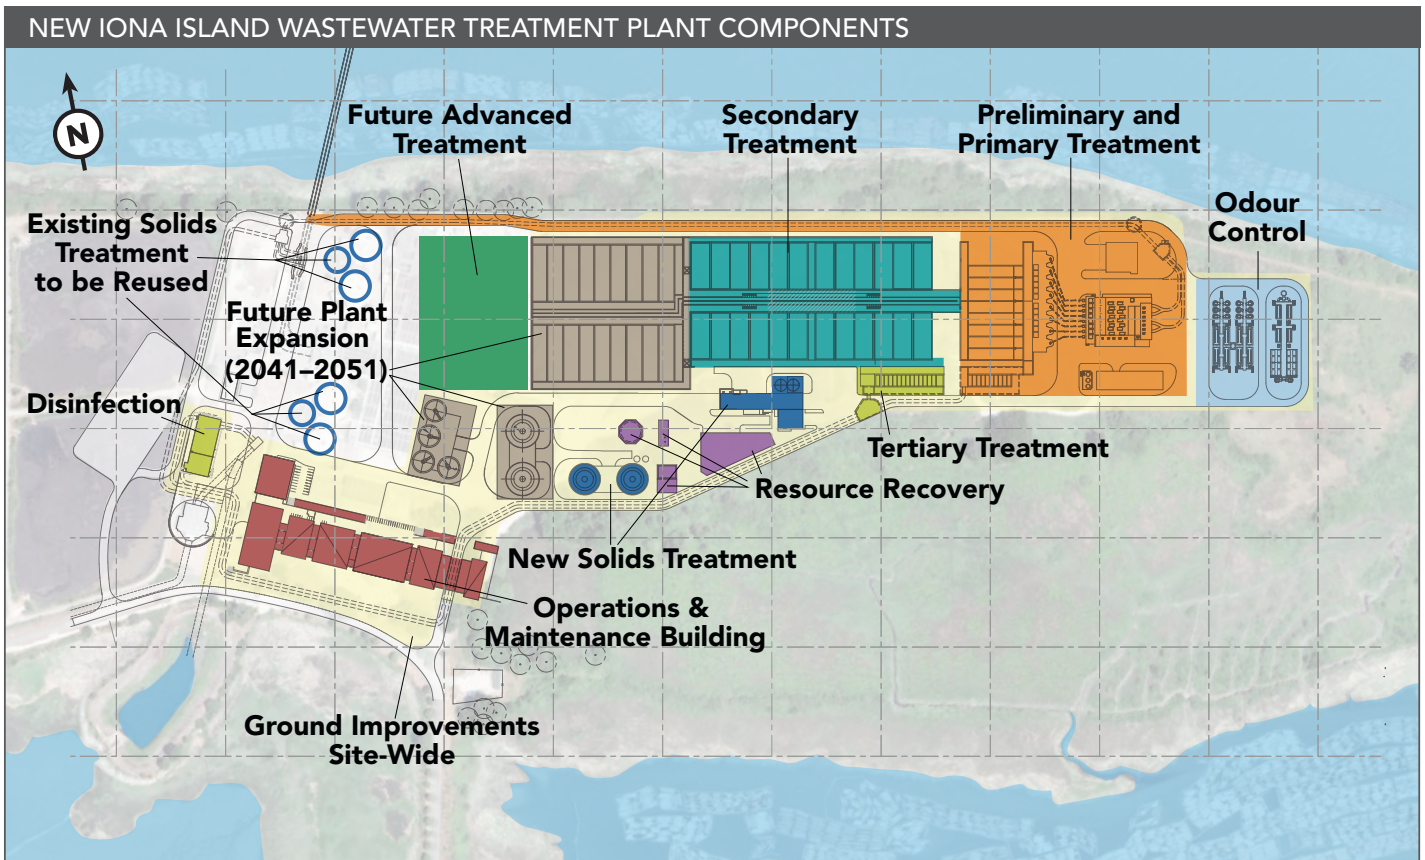 NEW IONA ISLAND WASTEWATER TREATMENT PLANT COMPONENTS
N
Future Advanced
Treatment
Secondary
Treatment
Preliminary and
Primary Treatment
Odour
Control
Existing Solids
Treatment
to be Reused
Future Plant
Expansion
(2041–2051)
Disinfection
Tertiary Treatment
Resource Recovery
New Solids Treatment
Operations &
Maintenance Building
Ground Improvements
Site-Wide